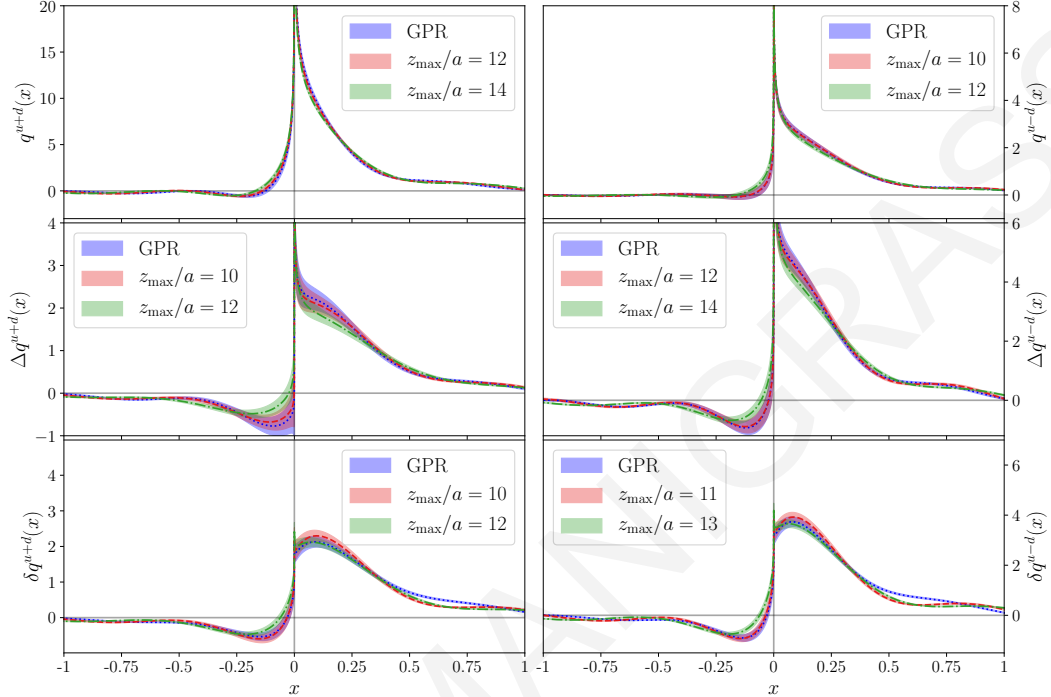 20
15
10
5
0
q^{u+d}(x)
GPR
z_max/a = 12
z_max/a = 14
8
6
4
2
0
q^{u−d}(x)
GPR
z_max/a = 10
z_max/a = 12
4
3
2
1
0
−1
Δq^{u+d}(x)
GPR
z_max/a = 10
z_max/a = 12
6
4
2
0
Δq^{u−d}(x)
GPR
z_max/a = 12
z_max/a = 14
4
3
2
1
0
δq^{u+d}(x)
GPR
z_max/a = 10
z_max/a = 12
6
4
2
0
δq^{u−d}(x)
GPR
z_max/a = 11
z_max/a = 13
-1 -0.75 -0.5 -0.25 0 0.25 0.5 0.75 1
x
-1 -0.75 -0.5 -0.25 0 0.25 0.5 0.75 1
x
MANIGRAS